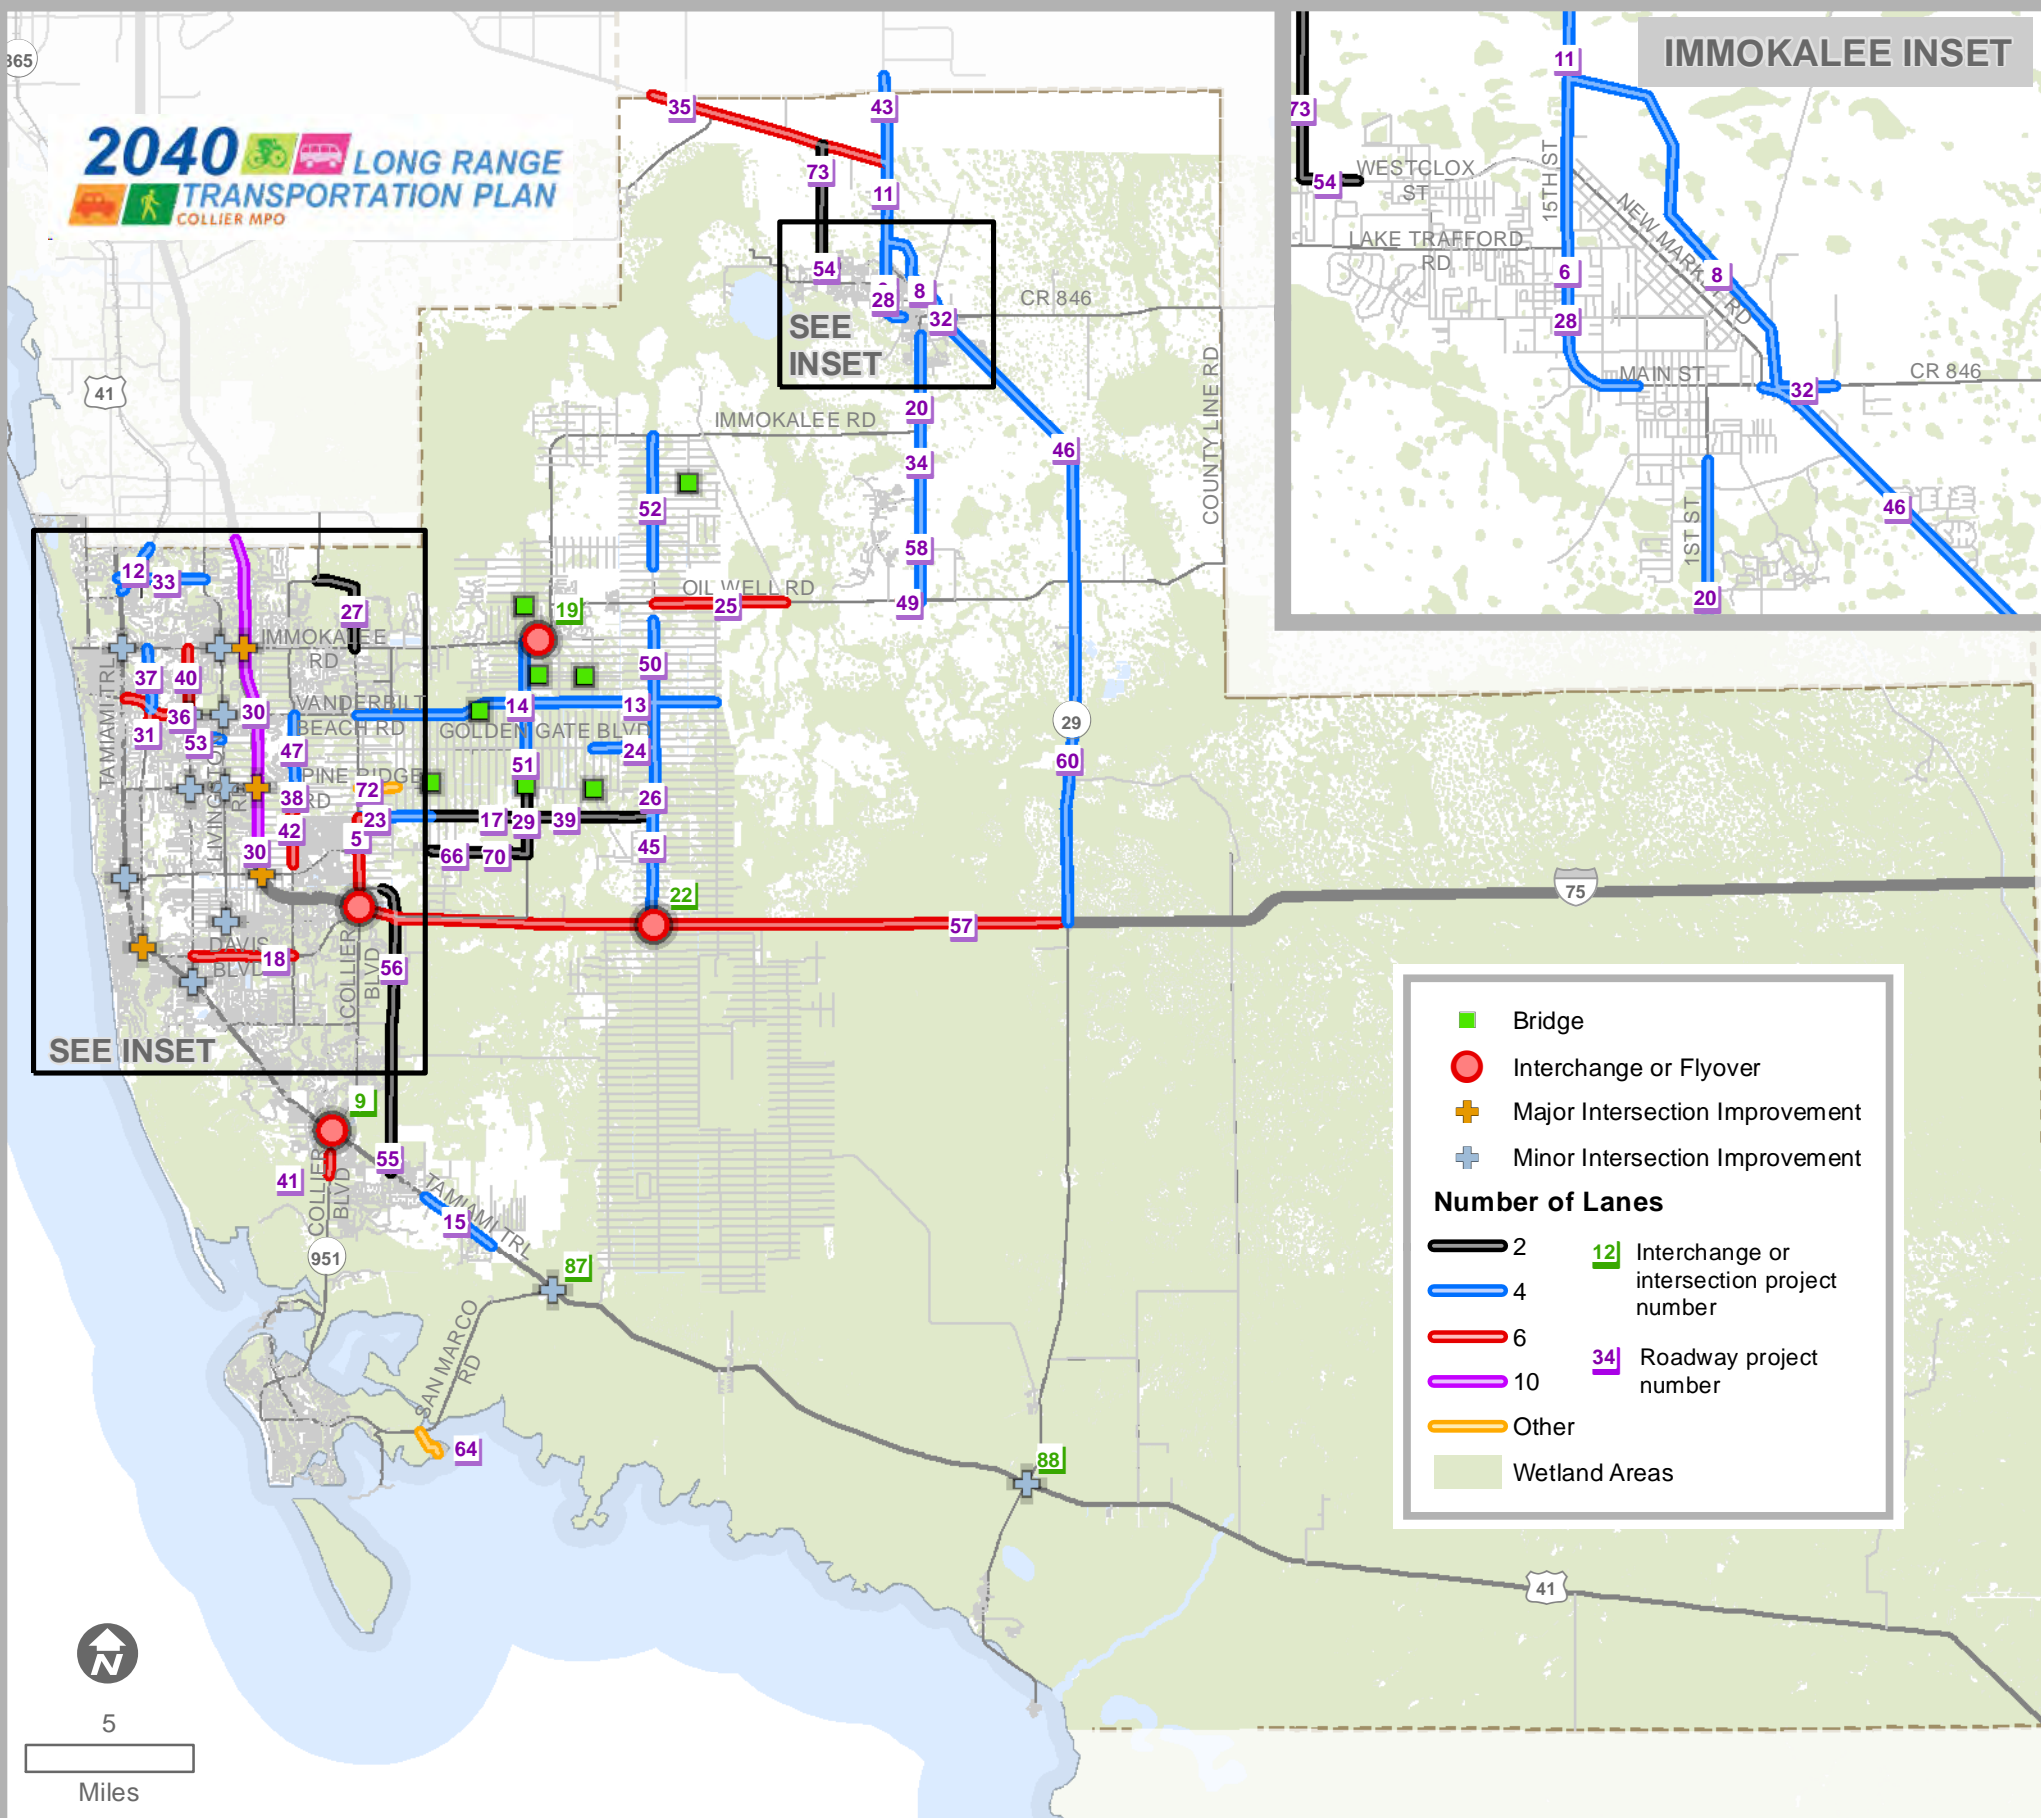 2040 LONG RANGE
TRANSPORTATION PLAN
COLLIER MPO
865
41
35
43
73
11
54
28
8
32
CR 846
SEE
INSET
COUNTY LINE RD
IMMOKALEE RD
20
34
46
52
58
OIL WELL RD
25
49
19
12
33
27
IMMOKALEE
RD
37
40
30
TAMIAMI TRL
VANDERBILT
BEACH RD
36
31
53
47
50
14
13
GOLDEN GATE BLVD
24
51
29
60
PINE RIDGE
RD
LIVINGSTON
RD
72
38
23
42
5
30
17
29
39
26
66
70
45
22
57
75
DAVIS
BLVD
18
COLLIER
BLVD
56
SEE INSET
9
55
41
COLLIER
BLVD
TAMIAMI TRL
15
951
87
SAN MARCO
RD
64
88
41
N
5
Miles
IMMOKALEE INSET
11
73
54
WESTCLOX
ST
15TH ST
NEW MARKET RD
LAKE TRAFFORD
RD
6
8
28
MAIN ST
CR 846
32
1ST ST
46
20
Bridge
Interchange or Flyover
Major Intersection Improvement
Minor Intersection Improvement
Number of Lanes
2
4
6
10
Other
Wetland Areas
12 Interchange or
intersection project
number
34 Roadway project
number